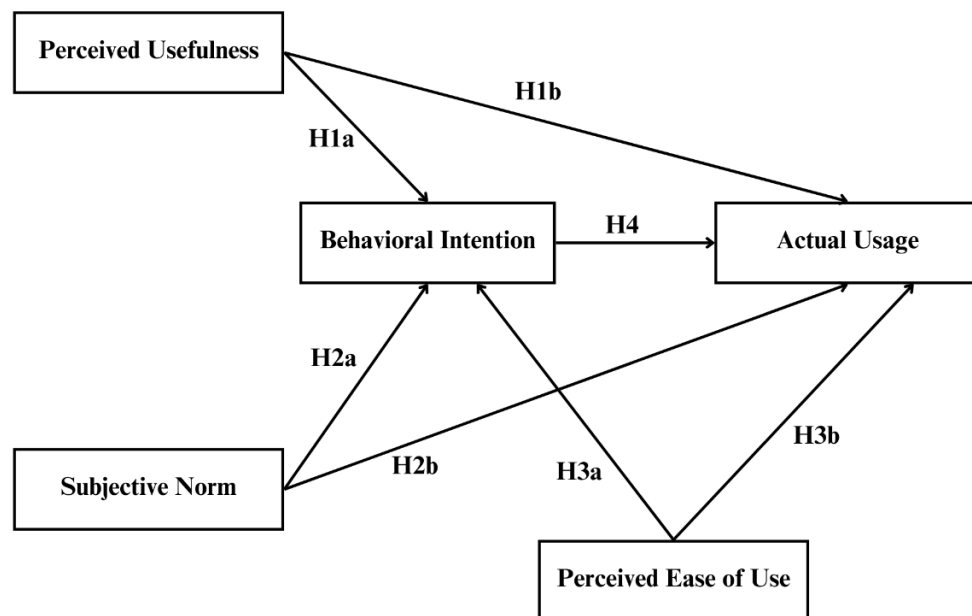 Perceived Usefulness
H1b
H1a
Behavioral Intention
H4
Actual Usage
H2a
H3b
H2b
H3a
Subjective Norm
Perceived Ease of Use